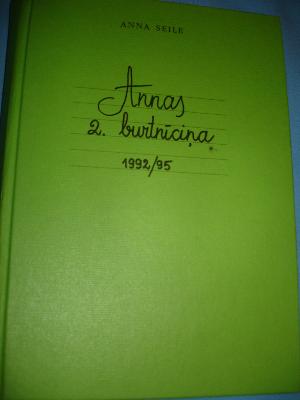 ANNA SEILE
Annas
2. burtnīciņa
1992/95